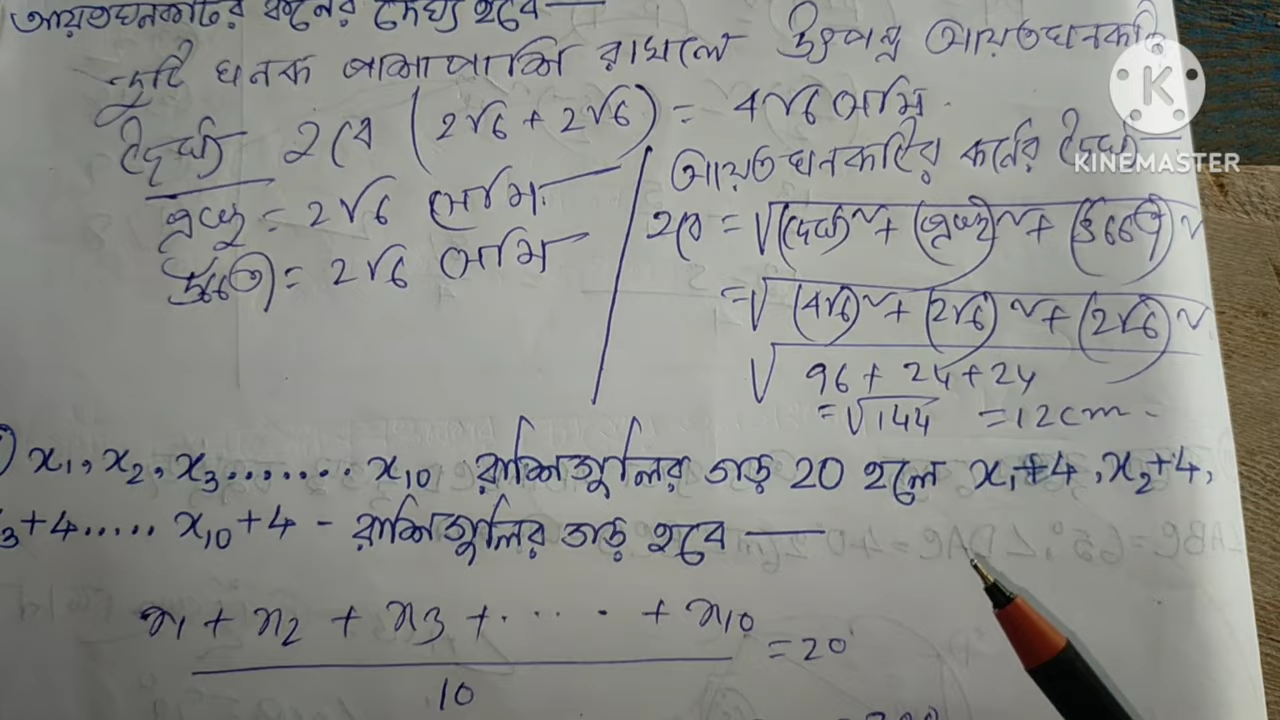 আয়তঘনকটির কর্ণের দৈর্ঘ্য হবে—
দুটি ঘনক পাশাপাশি রাখলে উৎপন্ন আয়তঘনকটির
দৈর্ঘ্য হবে (2√6 + 2√6) = 4√6 সেমি.
প্রস্থ = 2√6 সেমি.
উচ্চতা = 2√6 সেমি
আয়তঘনকটির কর্নের দৈর্ঘ্য
হবে = √(দৈর্ঘ্য)² + (প্রস্থ)² + (উচ্চতা)²
= √(4√6)² + (2√6)² + (2√6)²
√96 + 24 + 24
= √144 = 12cm -
) x₁, x₂, x₃....... x₁₀ রাশিগুলির গড় 20 হলে x₁+4, x₂+4,
₃+4..... x₁₀+4 - রাশিগুলির গড় হবে —
x₁ + x₂ + x₃ + . . . . + x₁₀
= 20
10
KINEMASTER